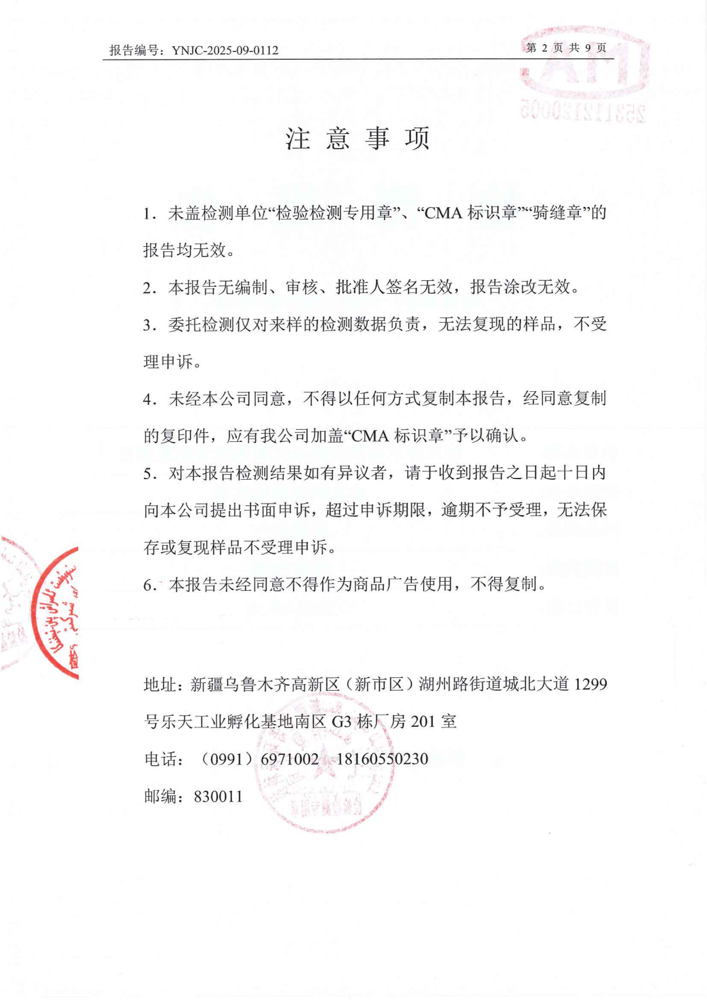 报告编号：YNJC-2025-09-0112
第 2 页 共 9 页
253112120005
注 意 事 项
1．未盖检测单位“检验检测专用章”、“CMA 标识章”“骑缝章”的
报告均无效。
2．本报告无编制、审核、批准人签名无效，报告涂改无效。
3．委托检测仅对来样的检测数据负责，无法复现的样品，不受
理申诉。
4．未经本公司同意，不得以任何方式复制本报告，经同意复制
的复印件，应有我公司加盖“CMA 标识章”予以确认。
5．对本报告检测结果如有异议者，请于收到报告之日起十日内
向本公司提出书面申诉，超过申诉期限，逾期不予受理，无法保
存或复现样品不受理申诉。
6．本报告未经同意不得作为商品广告使用，不得复制。
地址：新疆乌鲁木齐高新区（新市区）湖州路街道城北大道 1299
号乐天工业孵化基地南区 G3 栋厂房 201 室
电话：（0991）6971002 18160550230
邮编：830011